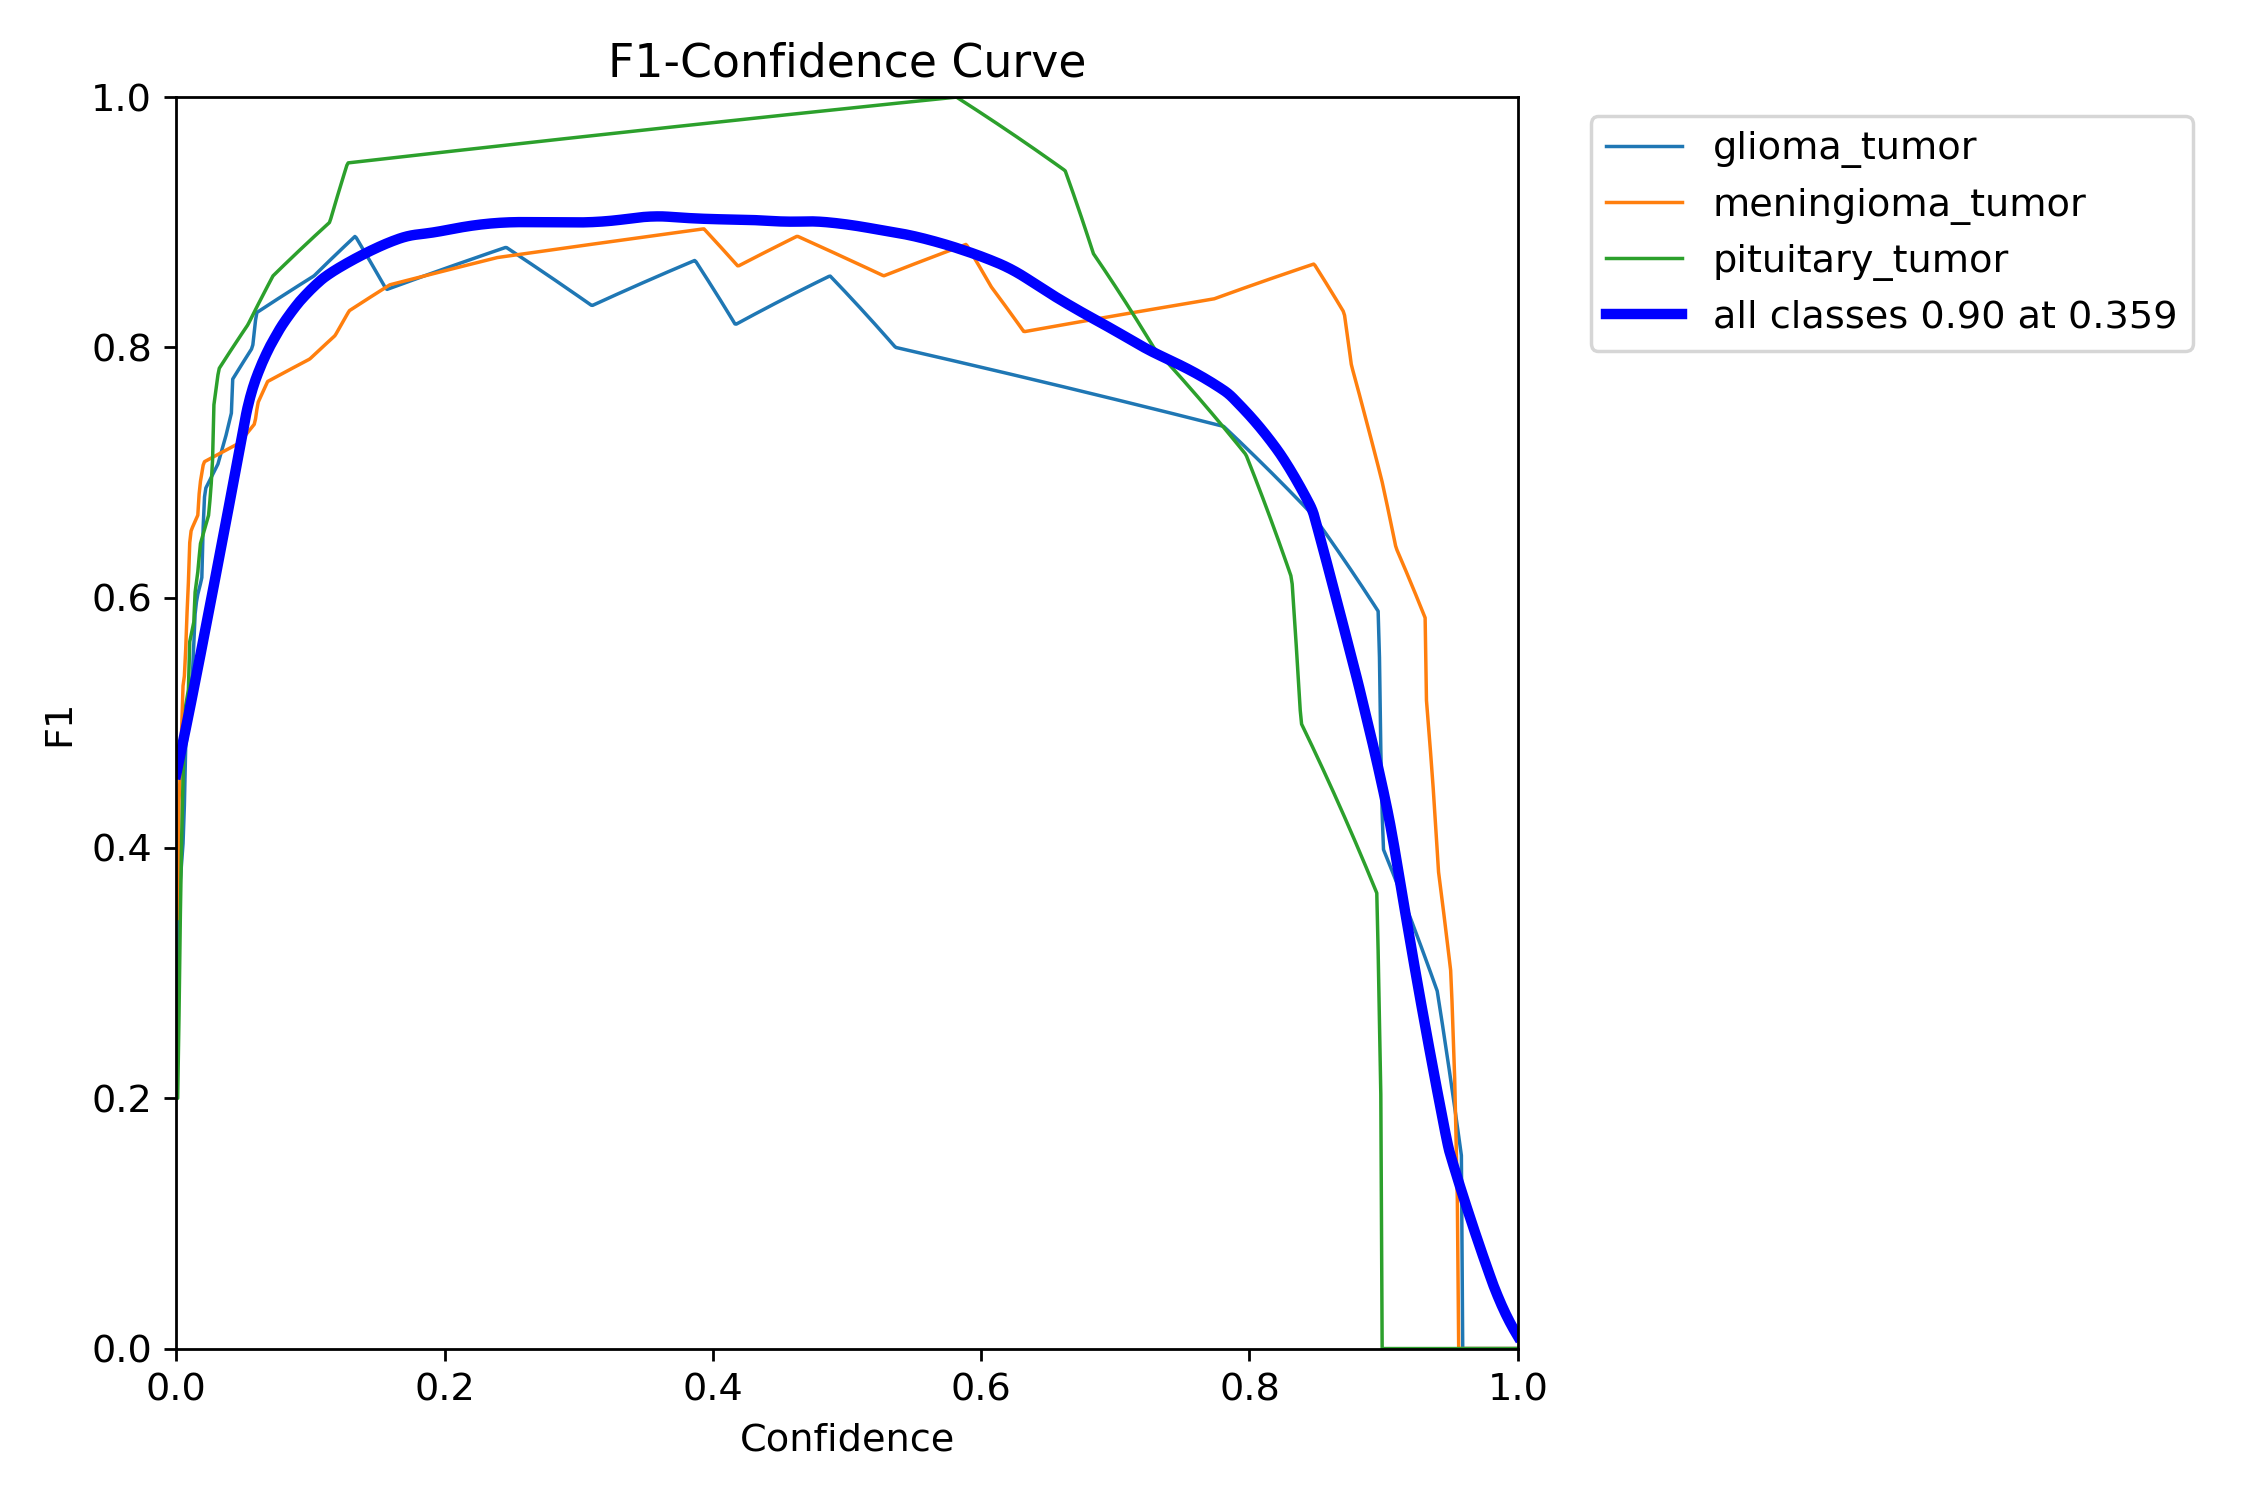 F1-Confidence Curve
1.0
0.8
0.6
0.4
0.2
0.0
F1
0.0 0.2 0.4 0.6 0.8 1.0
Confidence
glioma_tumor
meningioma_tumor
pituitary_tumor
all classes 0.90 at 0.359